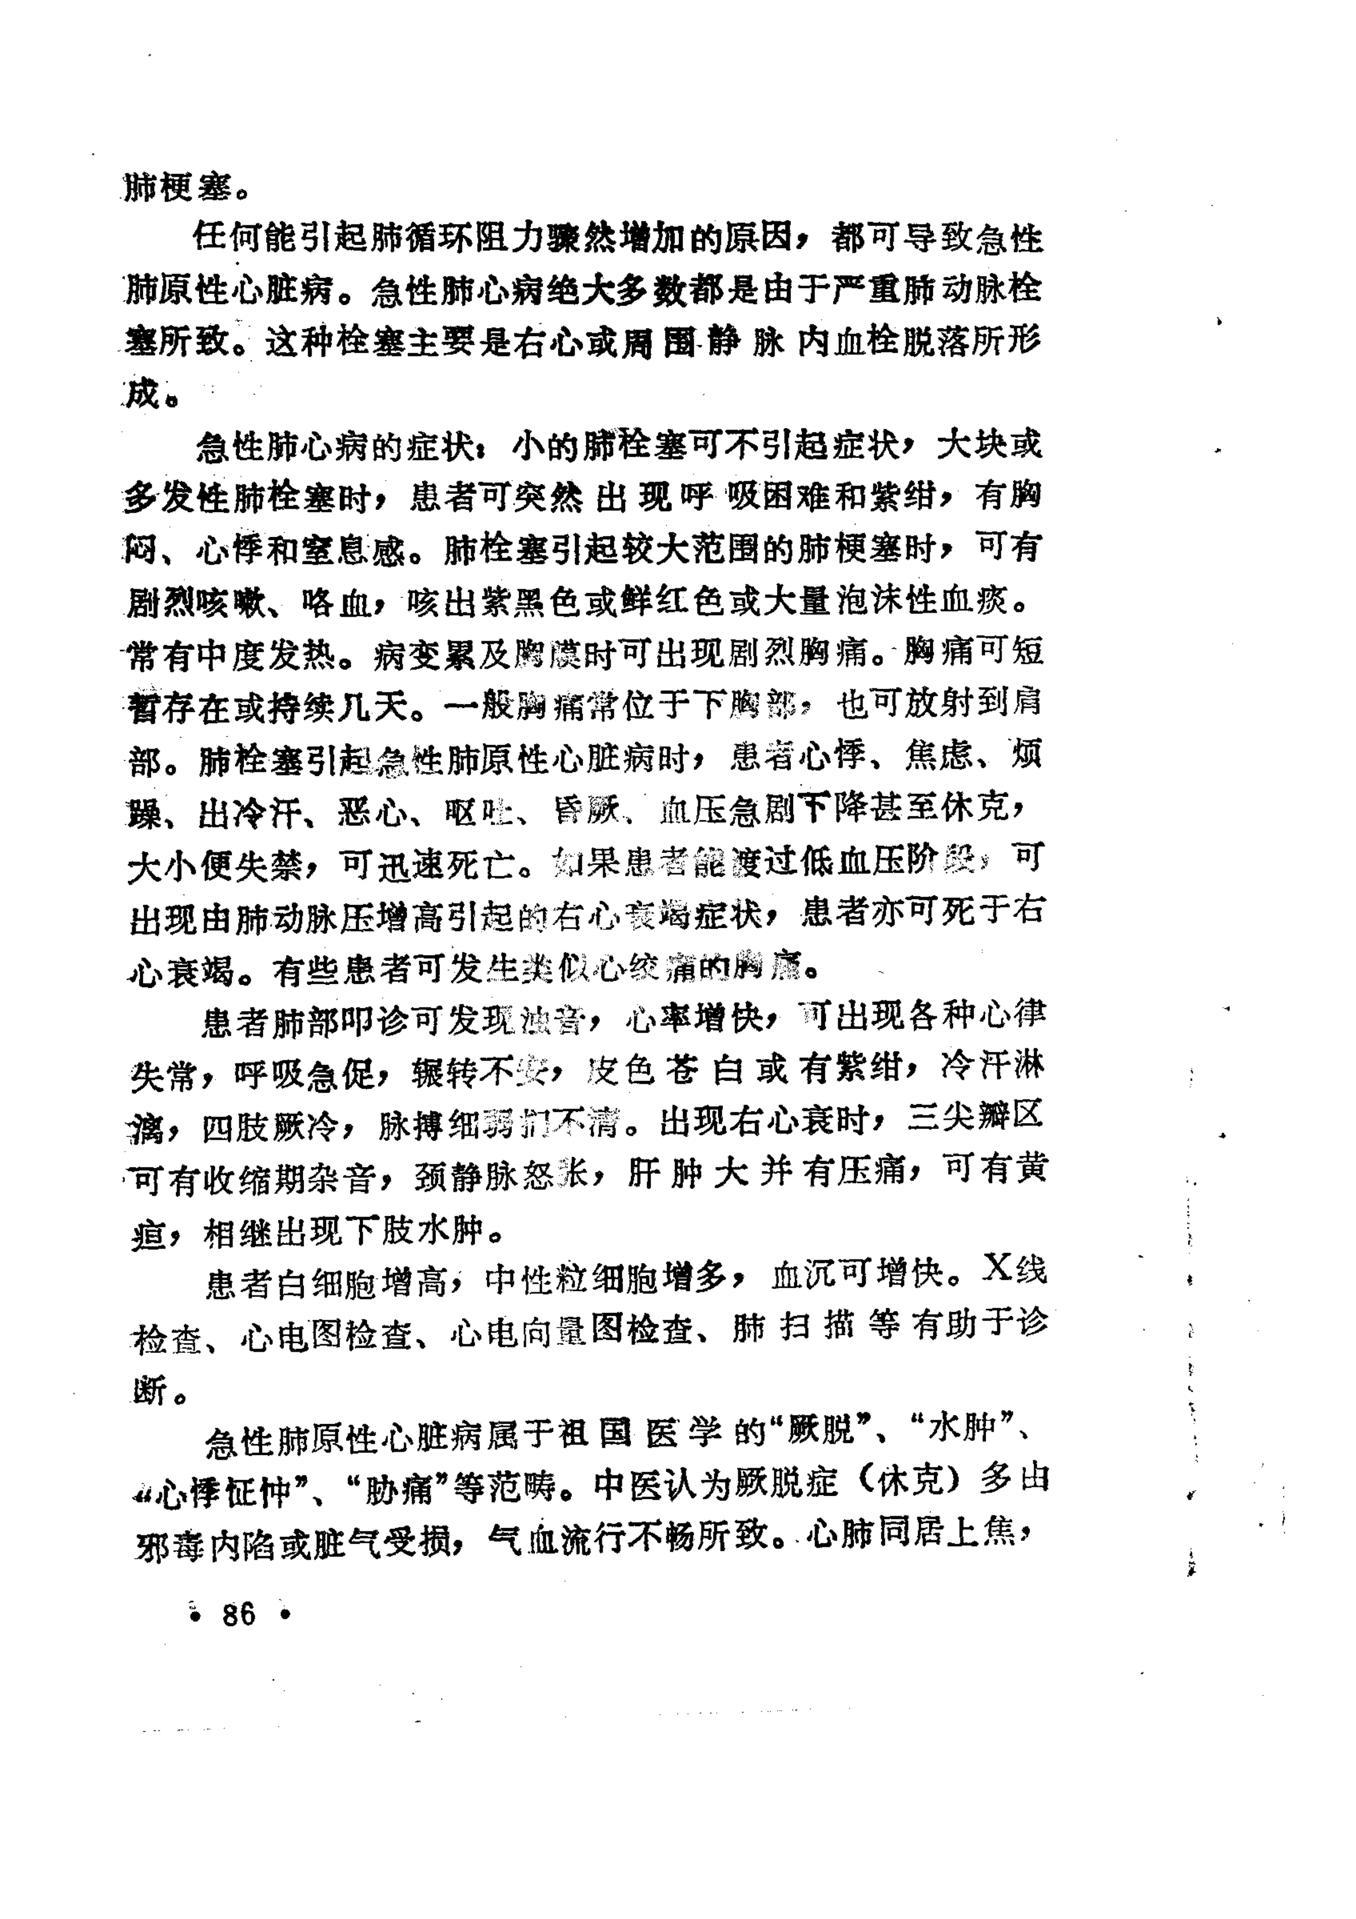 肺梗塞。
任何能引起肺循环阻力骤然增加的原因，都可导致急性
肺原性心脏病。急性肺心病绝大多数都是由于严重肺动脉栓
塞所致。这种栓塞主要是右心或周围静脉内血栓脱落所形
成。
急性肺心病的症状：小的肺栓塞可不引起症状，大块或
多发性肺栓塞时，患者可突然出现呼吸困难和紫绀，有胸
闷、心悸和窒息感。肺栓塞引起较大范围的肺梗塞时，可有
剧烈咳嗽、咯血，咳出紫黑色或鲜红色或大量泡沫性血痰。
常有中度发热。病变累及胸膜时可出现剧烈胸痛。胸痛可短
暂存在或持续几天。一般胸痛常位于下胸部，也可放射到肩
部。肺栓塞引起急性肺原性心脏病时，患者心悸、焦虑、烦
躁、出冷汗、恶心、呕吐、昏厥、血压急剧下降甚至休克，
大小便失禁，可迅速死亡。如果患者能渡过低血压阶段，可
出现由肺动脉压增高引起的右心衰竭症状，患者亦可死于右
心衰竭。有些患者可发生类似心绞痛的胸痛。
患者肺部叩诊可发现浊音，心率增快，可出现各种心律
失常，呼吸急促，辗转不安，皮色苍白或有紫绀，冷汗淋
漓，四肢厥冷，脉搏细弱扪不清。出现右心衰时，三尖瓣区
可有收缩期杂音，颈静脉怒张，肝肿大并有压痛，可有黄
疸，相继出现下肢水肿。
患者白细胞增高，中性粒细胞增多，血沉可增快。X线
检查、心电图检查、心电向量图检查、肺扫描等有助于诊
断。
急性肺原性心脏病属于祖国医学的“厥脱”、“水肿”、
“心悸怔忡”、“胁痛”等范畴。中医认为厥脱症（休克）多由
邪毒内陷或脏气受损，气血流行不畅所致。心肺同居上焦，
• 86 •